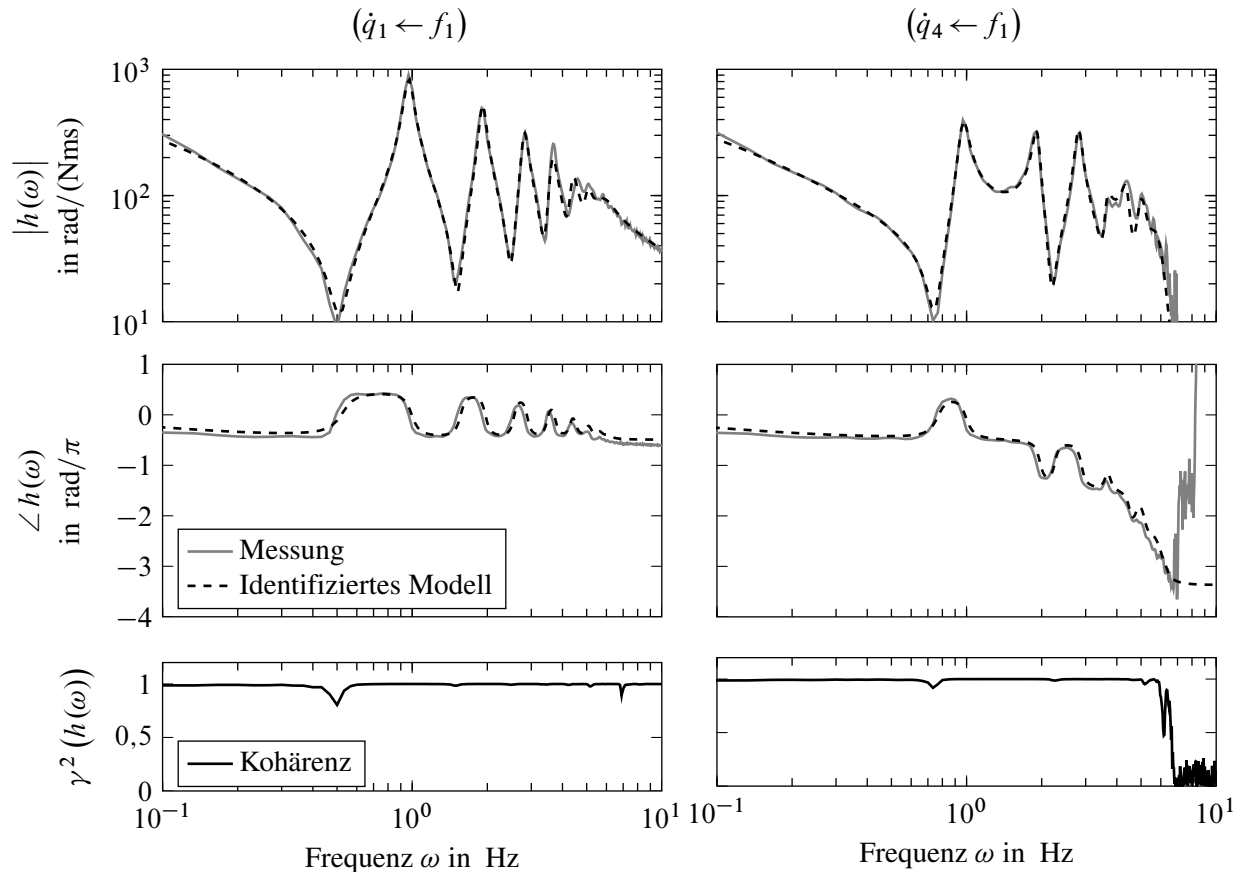 (q̇₁ ← f₁)
(q̇₄ ← f₁)
|h(ω)|
in rad/(Nms)
10³
10²
10¹
∠h(ω)
in rad/π
1
0
−1
−2
−3
−4
Messung
Identifiziertes Modell
γ² (h(ω))
1
0,5
0
Kohärenz
10⁻¹
10⁰
10¹
10⁻¹
10⁰
10¹
Frequenz ω in Hz
Frequenz ω in Hz